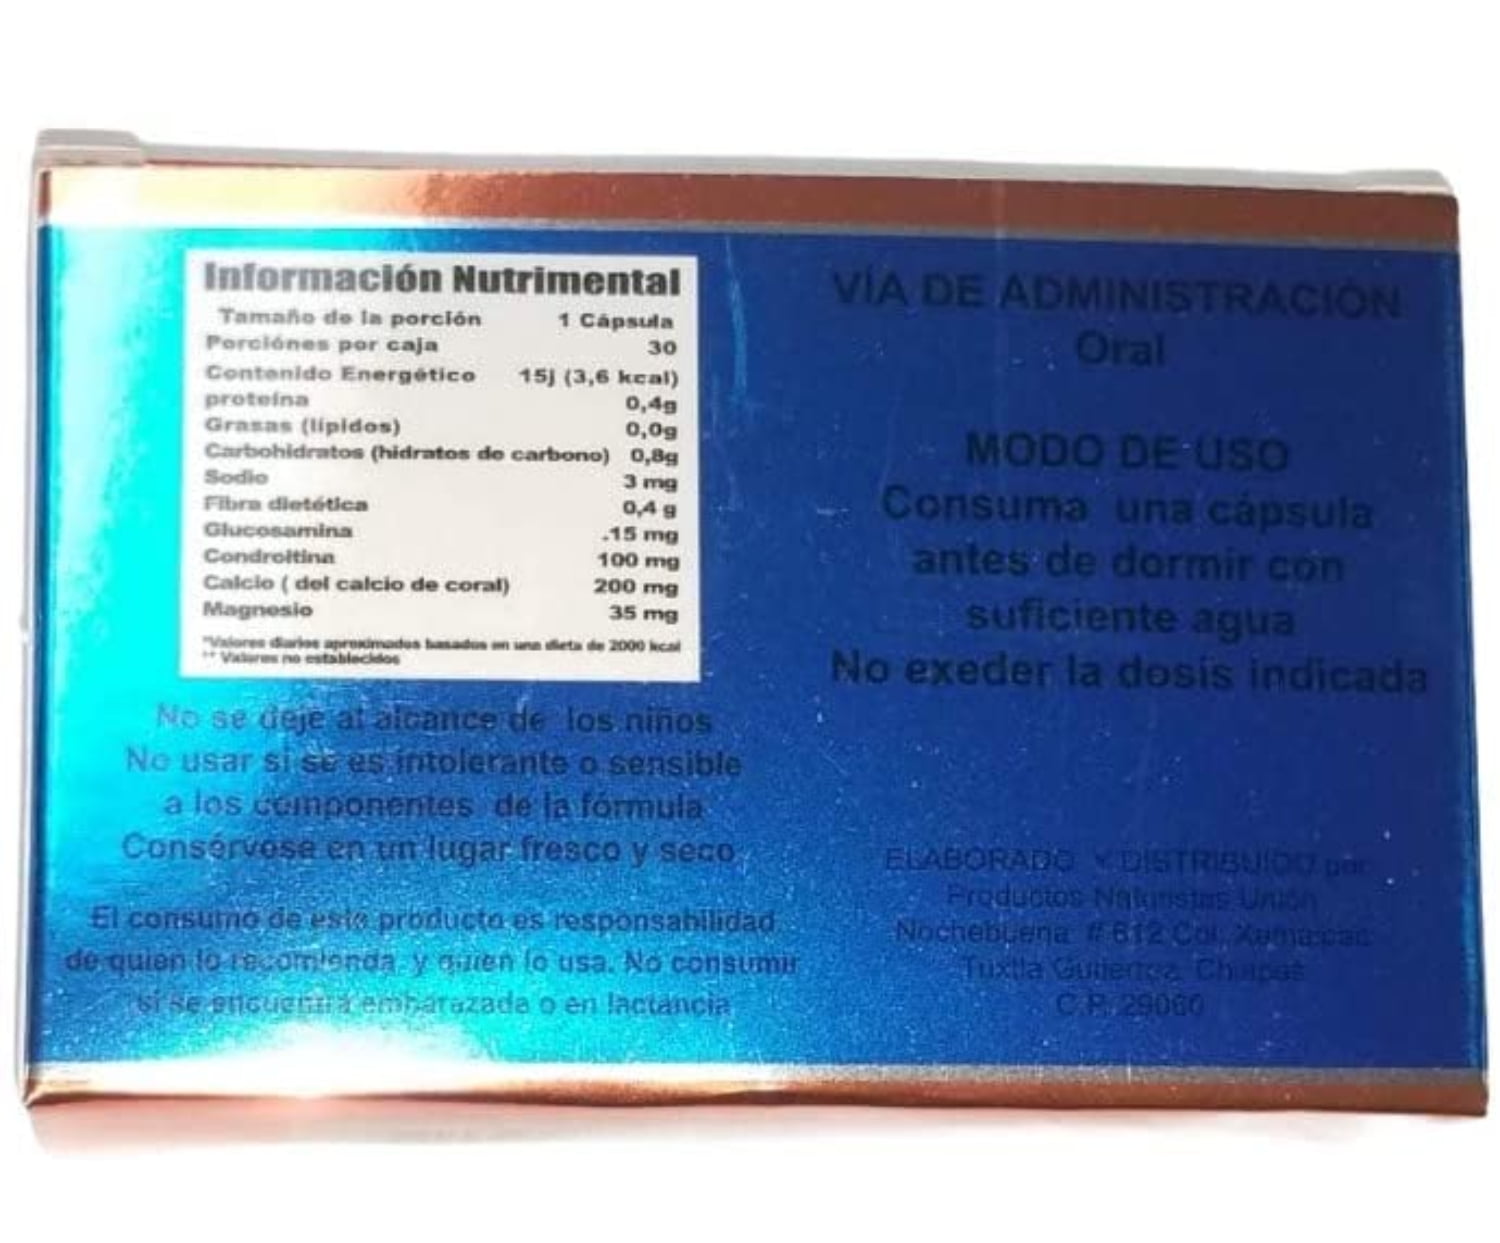 Información Nutrimental
Tamaño de la porción 1 Cápsula
Porciónes por caja 30
Contenido Energético 15j (3,6 kcal)
proteína 0,4g
Grasas (lípidos) 0,0g
Carbohidratos (hidratos de carbono) 0,8g
Sodio 3 mg
Fibra dietética 0,4 g
Glucosamina .15 mg
Condroitina 100 mg
Calcio ( del calcio de coral) 200 mg
Magnesio 35 mg
*Valores diarios aproximados basados en una dieta de 2000 kcal
** Valores no establecidos
No se deje al alcance de los niños
No usar si se es intolerante o sensible
a los componentes de la fórmula
Consérvese en un lugar fresco y seco
El consumo de este producto es responsabilidad
de quien lo recomienda y quien lo usa. No consumir
si se encuentra embarazada o en lactancia
VÍA DE ADMINISTRACIÓN
Oral
MODO DE USO
Consuma una cápsula
antes de dormir con
suficiente agua
No exeder la dosis indicada
ELABORADO Y DISTRIBUIDO por:
Productos Naturistas Unión
Nochebuena # 612 Col.
Tuxtla Gutierrez, Chiapas
C.P. 29060